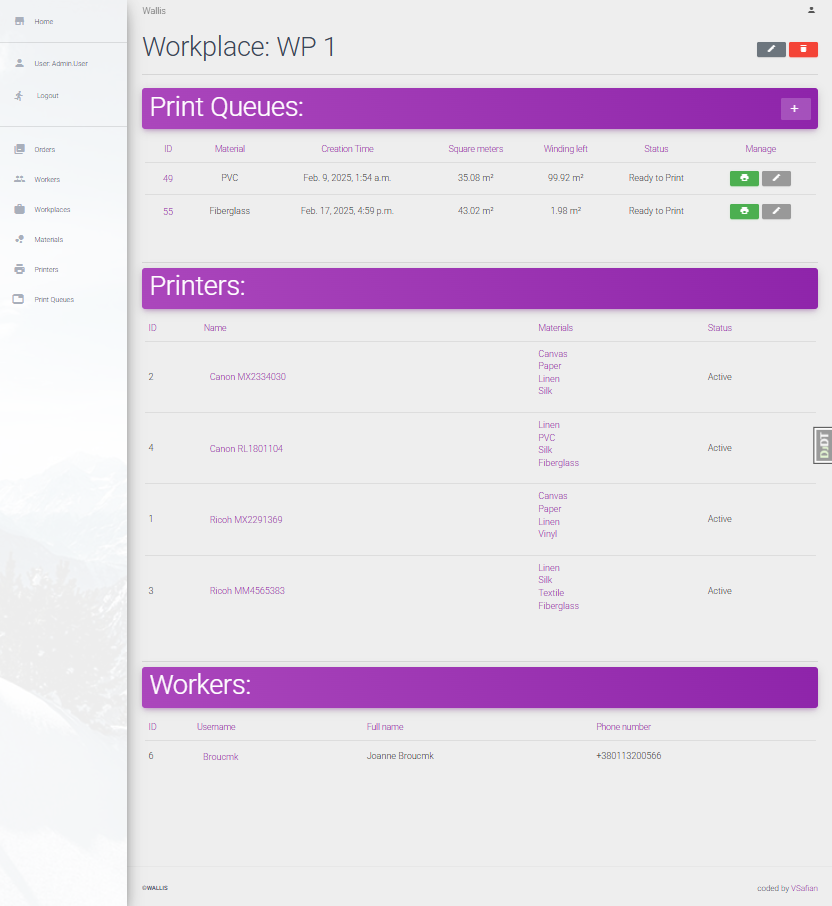 Home
User: Admin.User
Logout
Orders
Workers
Workplaces
Materials
Printers
Print Queues
Wallis
Workplace: WP 1
Print Queues:
+
ID Material Creation Time Square meters Winding left Status Manage
49 PVC Feb. 9, 2025, 1:54 a.m. 35.08 m² 99.92 m² Ready to Print
55 Fiberglass Feb. 17, 2025, 4:59 p.m. 43.02 m² 1.98 m² Ready to Print
Printers:
ID Name Materials Status
2 Canon MX2334030 Canvas
Paper
Linen
Silk
Active
4 Canon RL1801104 Linen
PVC
Silk
Fiberglass
Active
1 Ricoh MX2291369 Canvas
Paper
Linen
Vinyl
Active
3 Ricoh MM4565383 Linen
Silk
Textile
Fiberglass
Active
DJDT
Workers:
ID Username Full name Phone number
6 Broucmk Joanne Broucmk +380113200566
©WALLIS
coded by VSafian